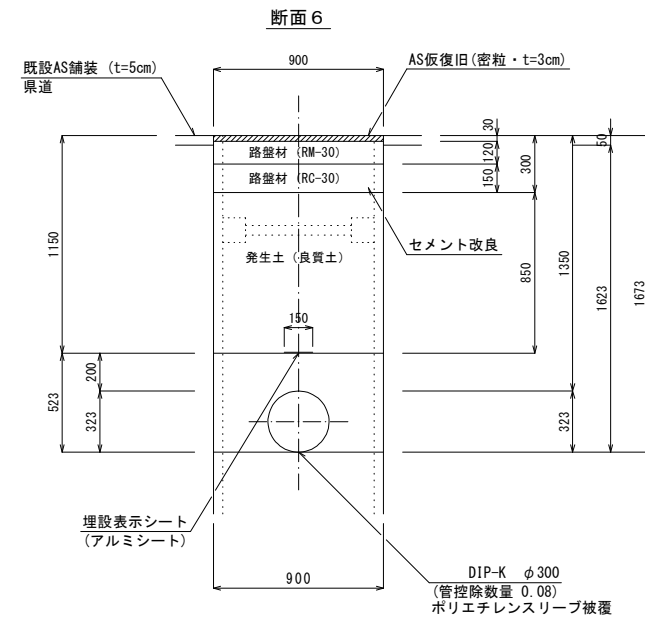 断面6
900
既設AS舗装 (t=5cm)
県道
AS仮復旧(密粒・t=3cm)
30
50
路盤材 (RM-30)
120
300
路盤材 (RC-30)
150
セメント改良
1150
発生土 (良質土)
850
1350
1623
1673
150
200
523
323
323
埋設表示シート
(アルミシート)
900
DIP-K φ300
(管控除数量 0.08)
ポリエチレンスリーブ被覆